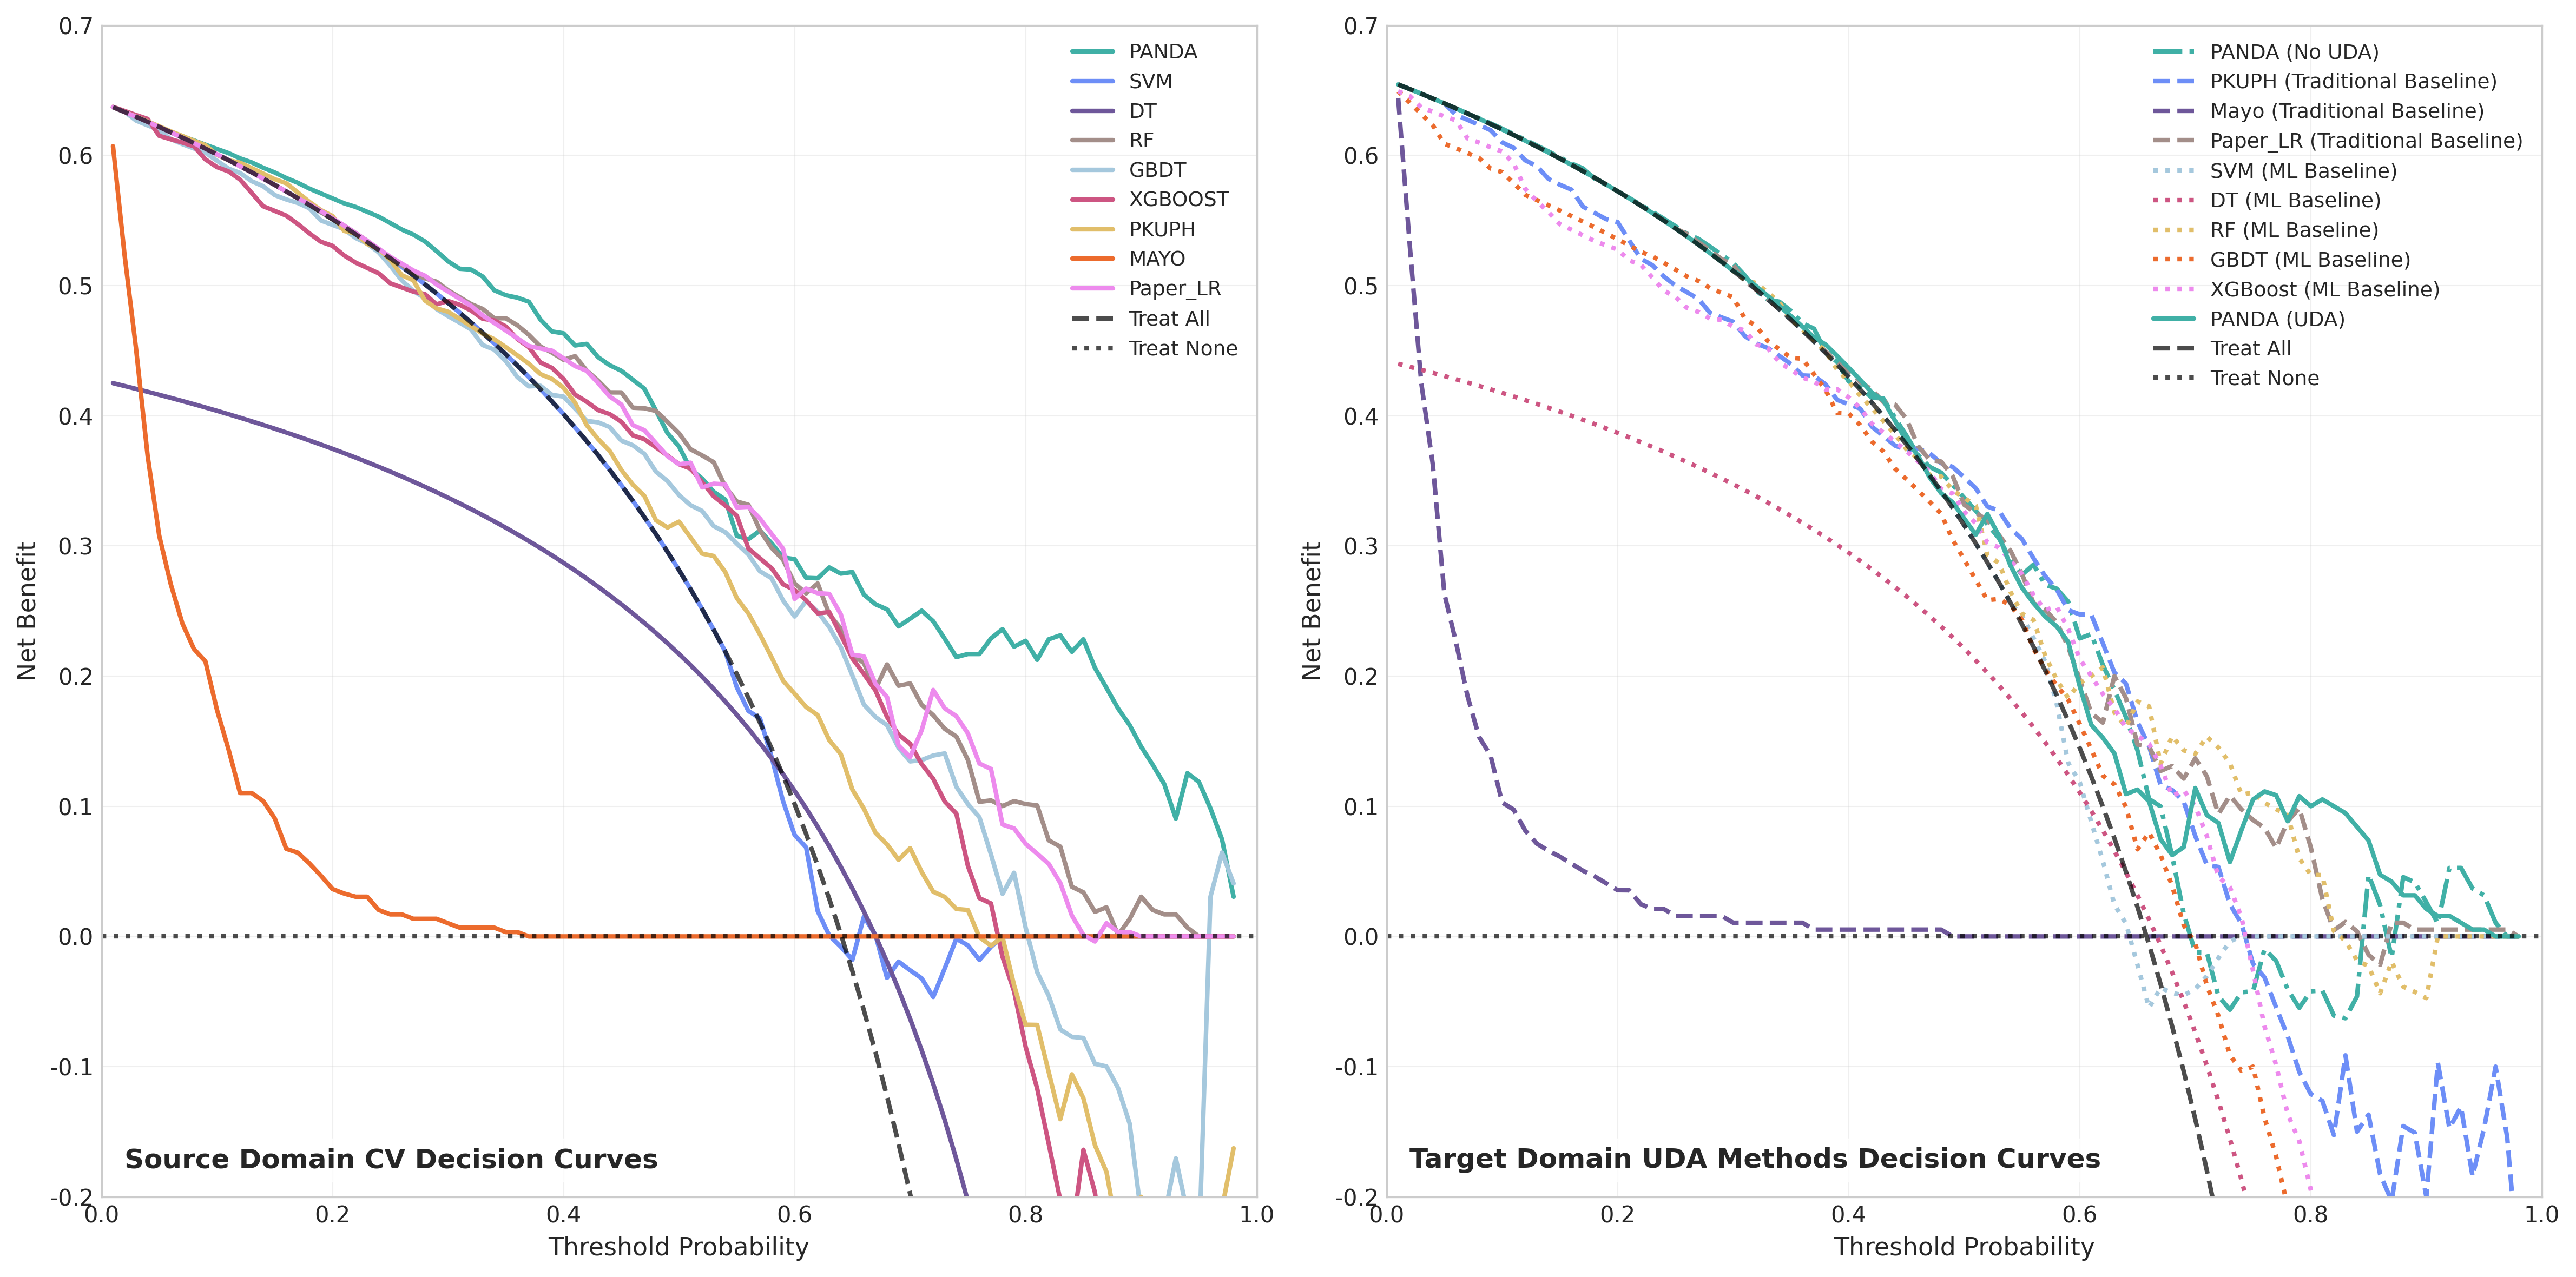 0.7
0.6
0.5
0.4
0.3
0.2
0.1
0.0
-0.1
-0.2
Net Benefit
0.0
0.2
0.4
0.6
0.8
1.0
Threshold Probability
PANDA
SVM
DT
RF
GBDT
XGBOOST
PKUPH
MAYO
Paper_LR
Treat All
Treat None
Source Domain CV Decision Curves
0.7
0.6
0.5
0.4
0.3
0.2
0.1
0.0
-0.1
-0.2
Net Benefit
0.0
0.2
0.4
0.6
0.8
1.0
Threshold Probability
PANDA (No UDA)
PKUPH (Traditional Baseline)
Mayo (Traditional Baseline)
Paper_LR (Traditional Baseline)
SVM (ML Baseline)
DT (ML Baseline)
RF (ML Baseline)
GBDT (ML Baseline)
XGBoost (ML Baseline)
PANDA (UDA)
Treat All
Treat None
Target Domain UDA Methods Decision Curves